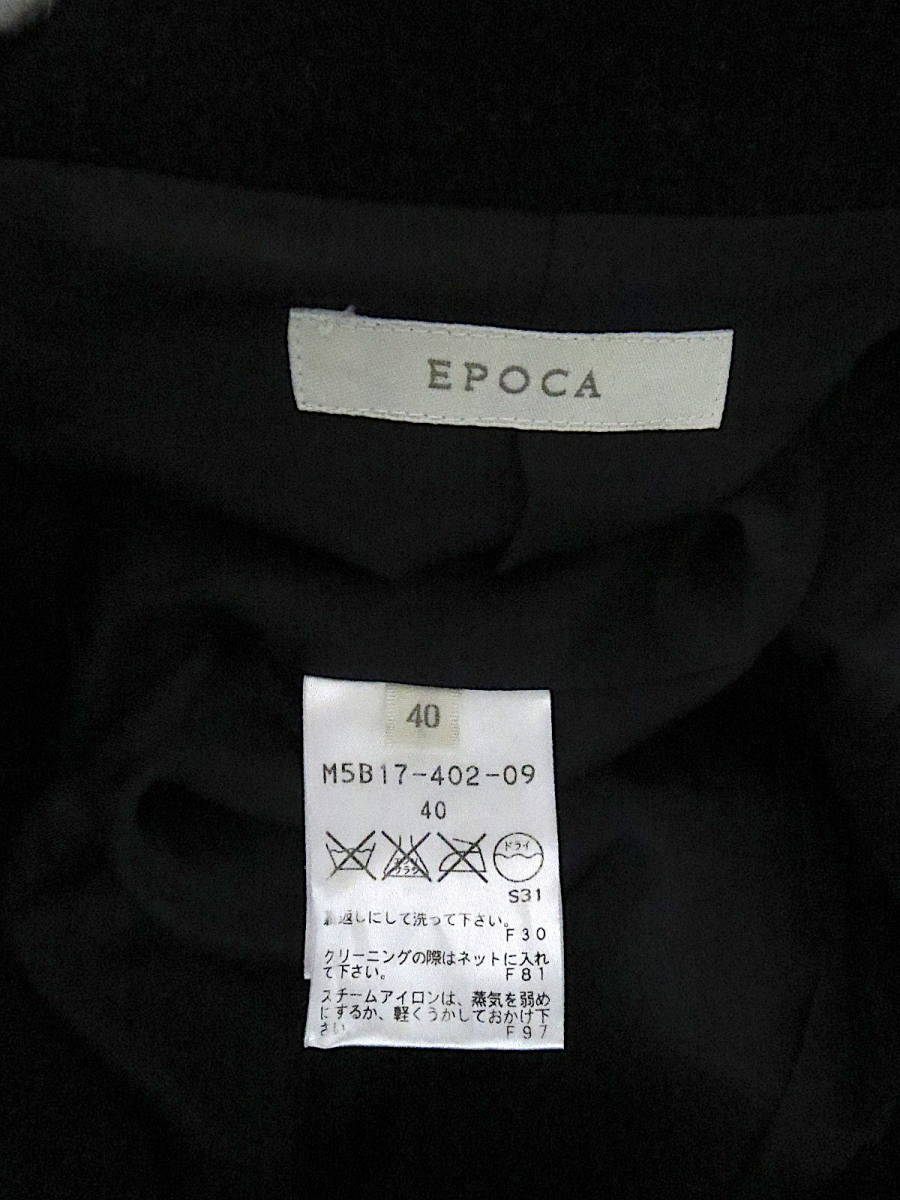 EPOCA
40
M5B17-402-09
40
ドライ
S31
返しにして洗って下さい。
F30
クリーニングの際はネットに入れ
て下さい。 F81
スチームアイロンは、蒸気を弱め
にするか、軽くうかしておかけ下
さい F97